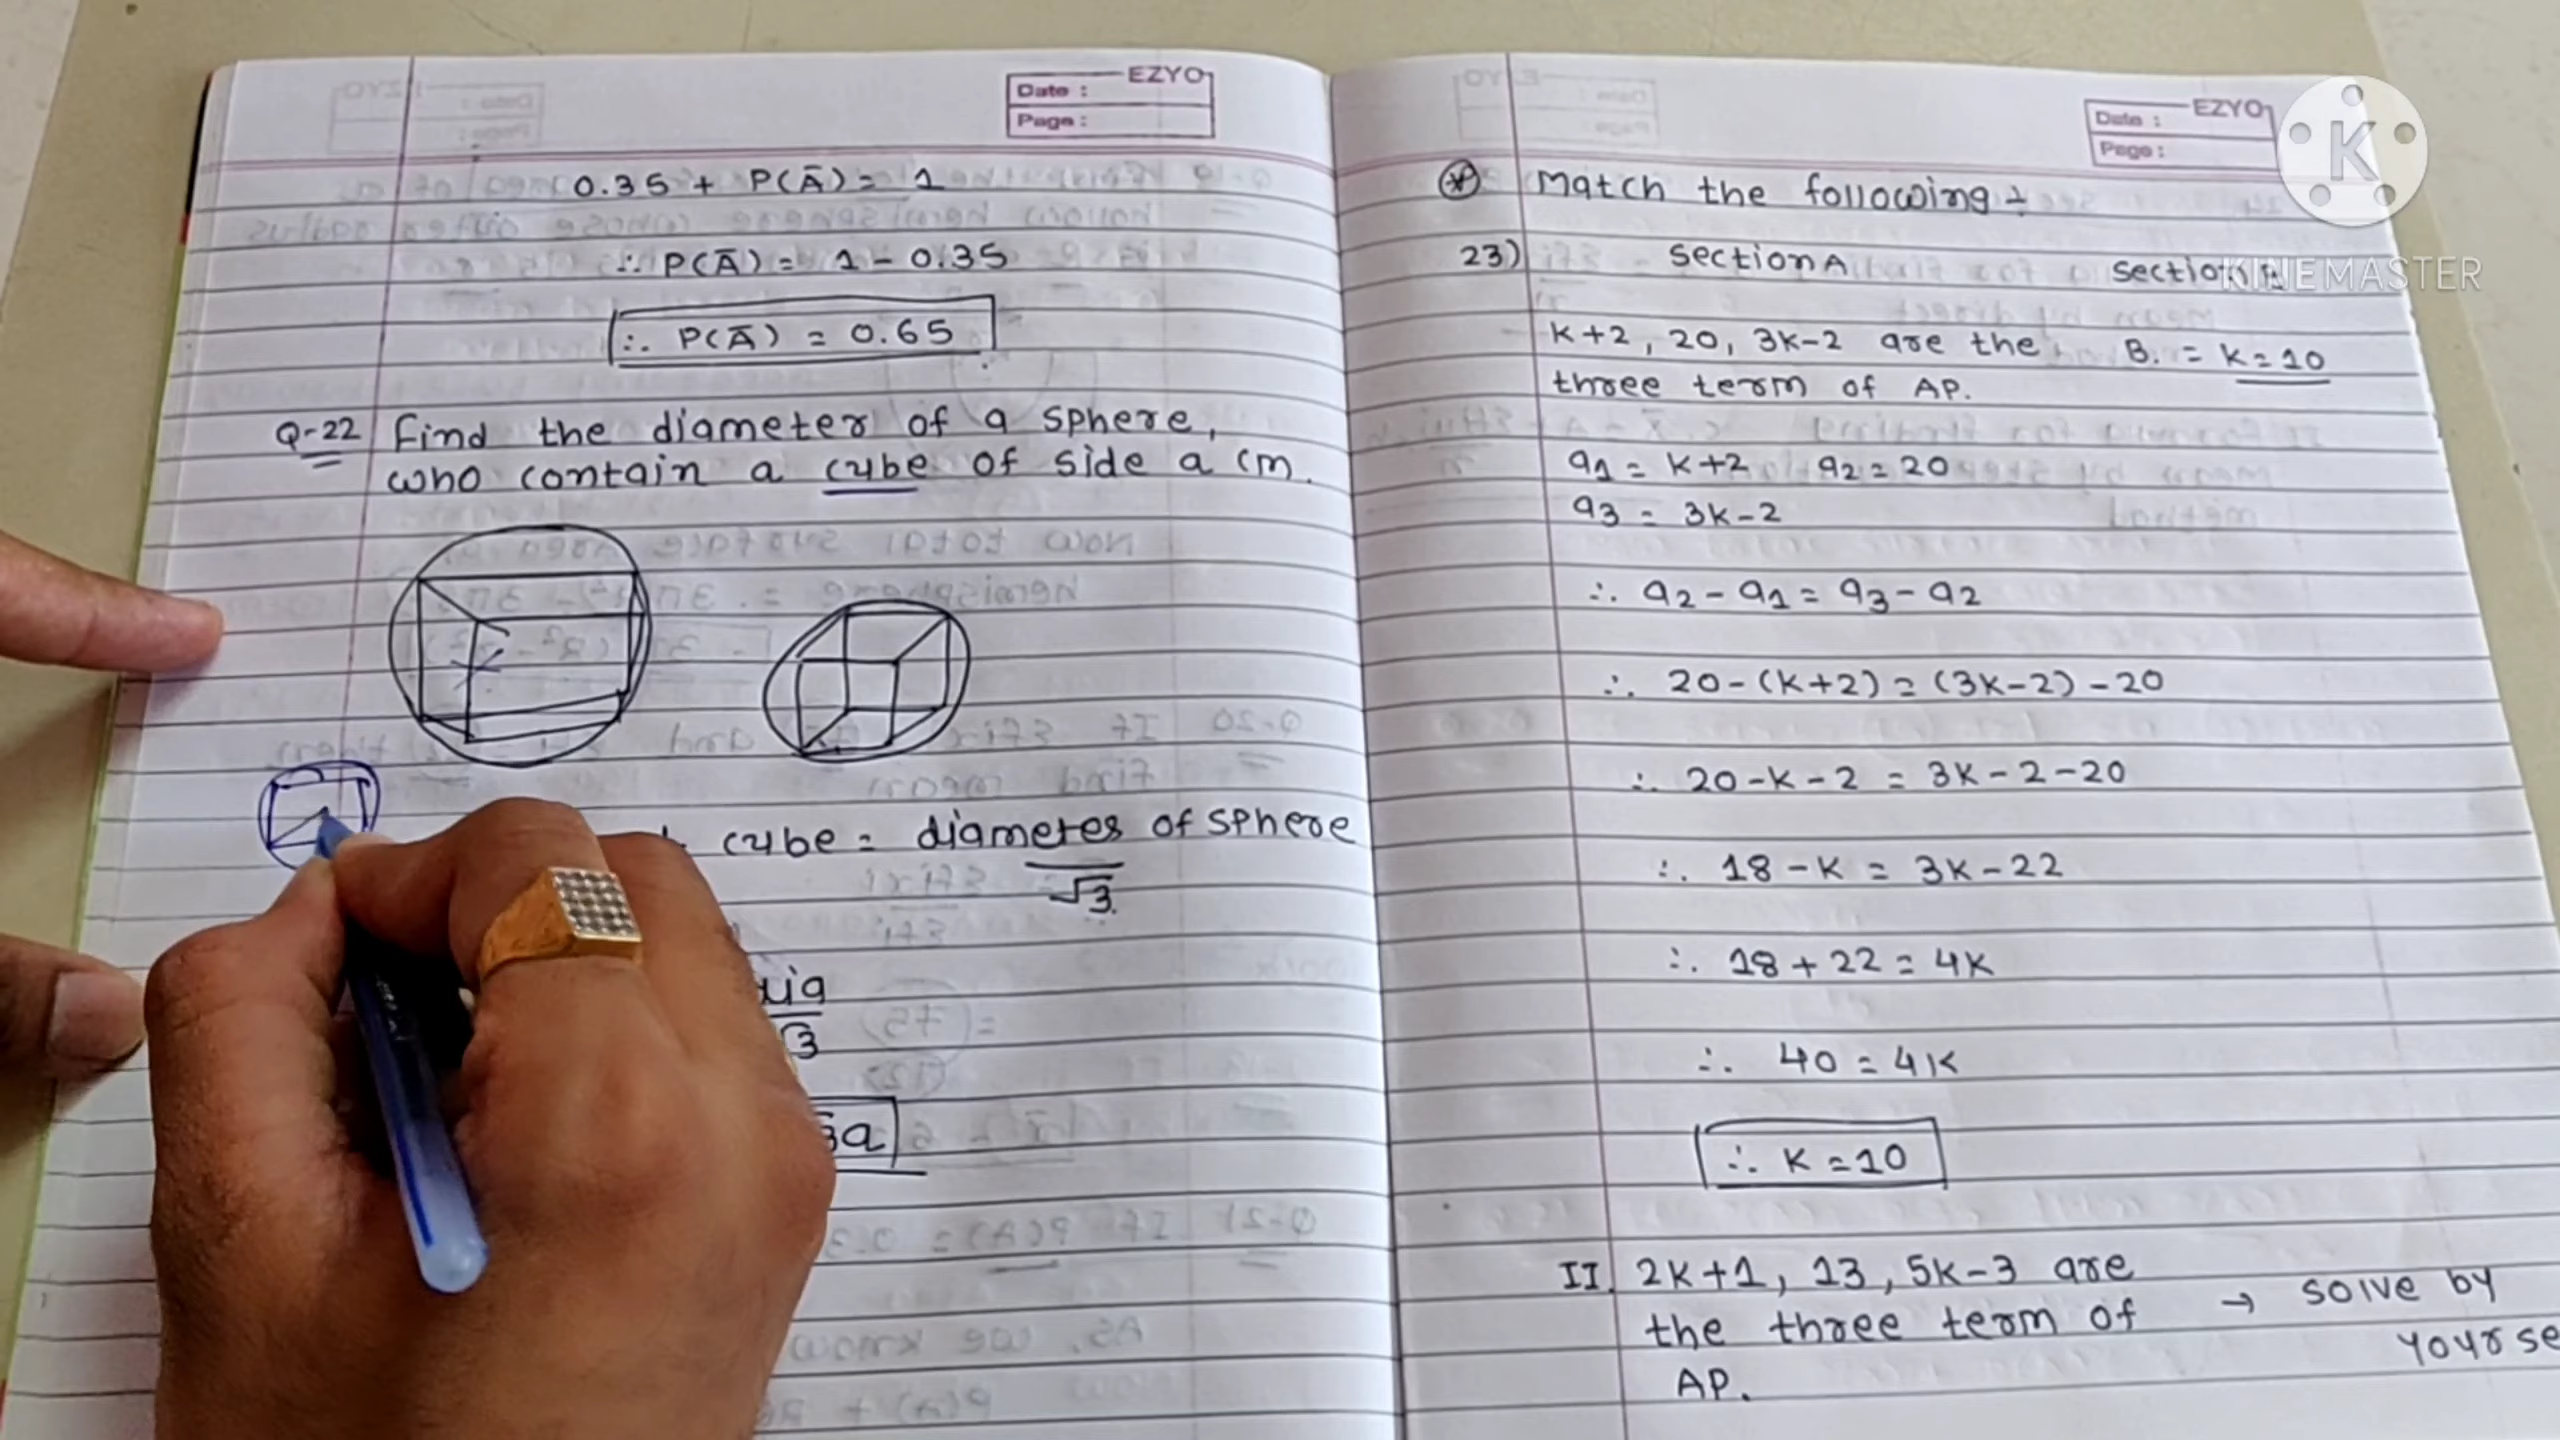 EZYO
Date :
Page :
0.35 + P(Ā) = 1
∴ P(Ā) = 1 - 0.35
∴ P(Ā) = 0.65
Q-22 Find the diameter of a sphere,
who contain a cube of side a cm.
cube = diameter of sphere
√3
√3
a
EZYO
Date :
Page :
Match the following :-
23) Section A Section B
K+2, 20, 3K-2 are the B. = K=10
three term of AP.
a1 = K+2 a2 = 20
a3 = 3K-2
∴ a2 - a1 = a3 - a2
∴ 20-(K+2) = (3K-2)-20
∴ 20-K-2 = 3K-2-20
∴ 18-K = 3K-22
∴ 18+22 = 4K
∴ 40 = 4K
∴ K=10
II. 2K+1, 13, 5K-3 are
the three term of → solve by
AP. yourse
K
KINEMASTER